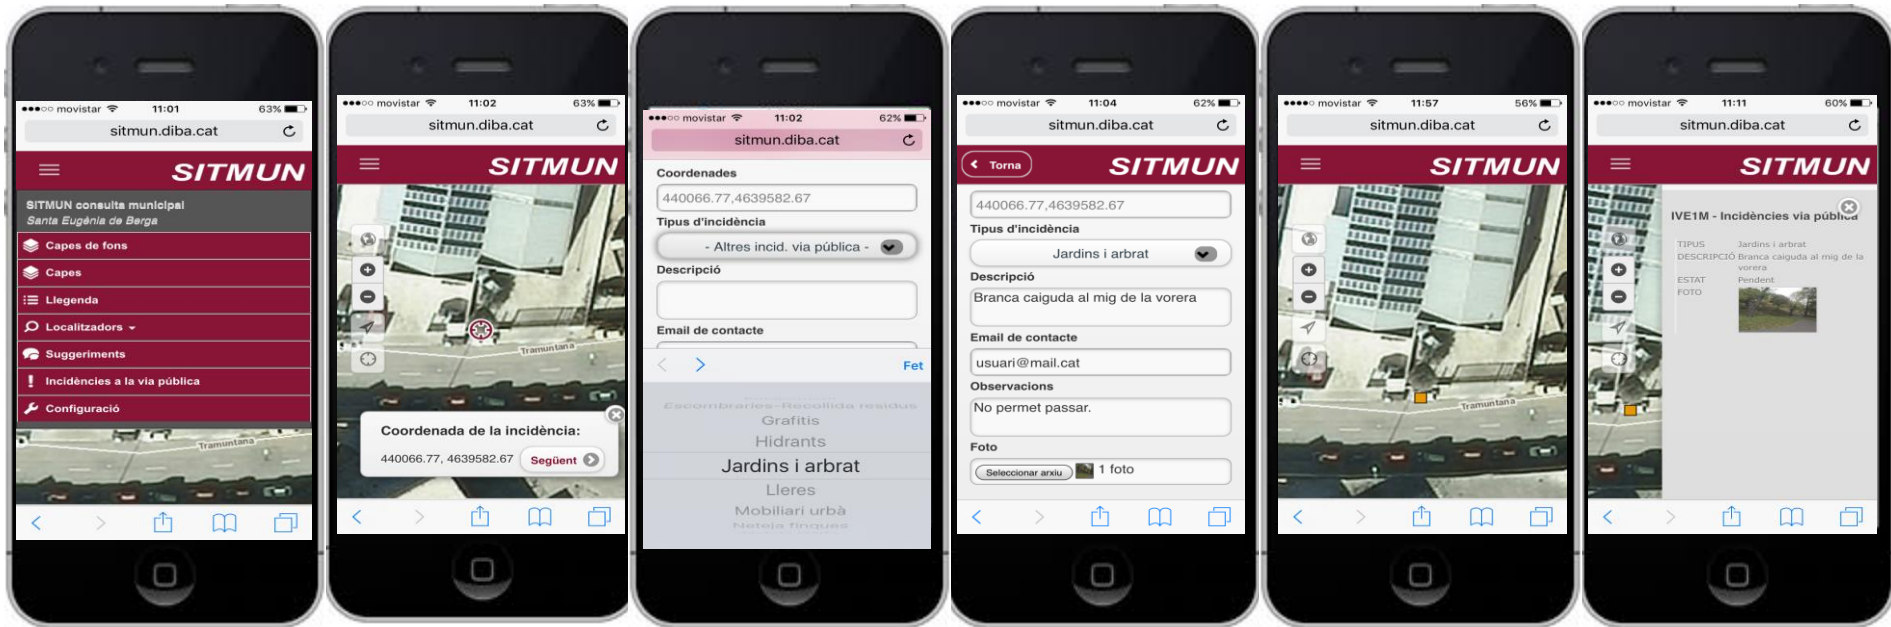 movistar 11:01 63%
sitmun.diba.cat
SITMUN
SITMUN consulta municipal
Santa Eugènia de Berga
Capes de fons
Capes
Llegenda
Localitzadors
Suggeriments
Incidències a la via pública
Configuració
Tramuntana
movistar 11:02 63%
sitmun.diba.cat
SITMUN
Tramuntana
Coordenada de la incidència:
440066.77, 4639582.67 Següent
movistar 11:02 62%
sitmun.diba.cat
Coordenades
440066.77,4639582.67
Tipus d'incidència
- Altres incid. via pública -
Descripció
Email de contacte
Fet
Escombraries-Recollida residus
Grafitis
Hidrants
Jardins i arbrat
Lleres
Mobiliari urbà
Neteja finques
movistar 11:04 62%
sitmun.diba.cat
Torna SITMUN
440066.77,4639582.67
Tipus d'incidència
Jardins i arbrat
Descripció
Branca caiguda al mig de la vorera
Email de contacte
usuari@mail.cat
Observacions
No permet passar.
Foto
Seleccionar arxiu 1 foto
movistar 11:57 56%
sitmun.diba.cat
SITMUN
Tramuntana
movistar 11:11 60%
sitmun.diba.cat
SITMUN
IVE1M - Incidències via pública
TIPUS Jardins i arbrat
DESCRIPCIÓ Branca caiguda al mig de la
vorera
ESTAT Pendent
FOTO